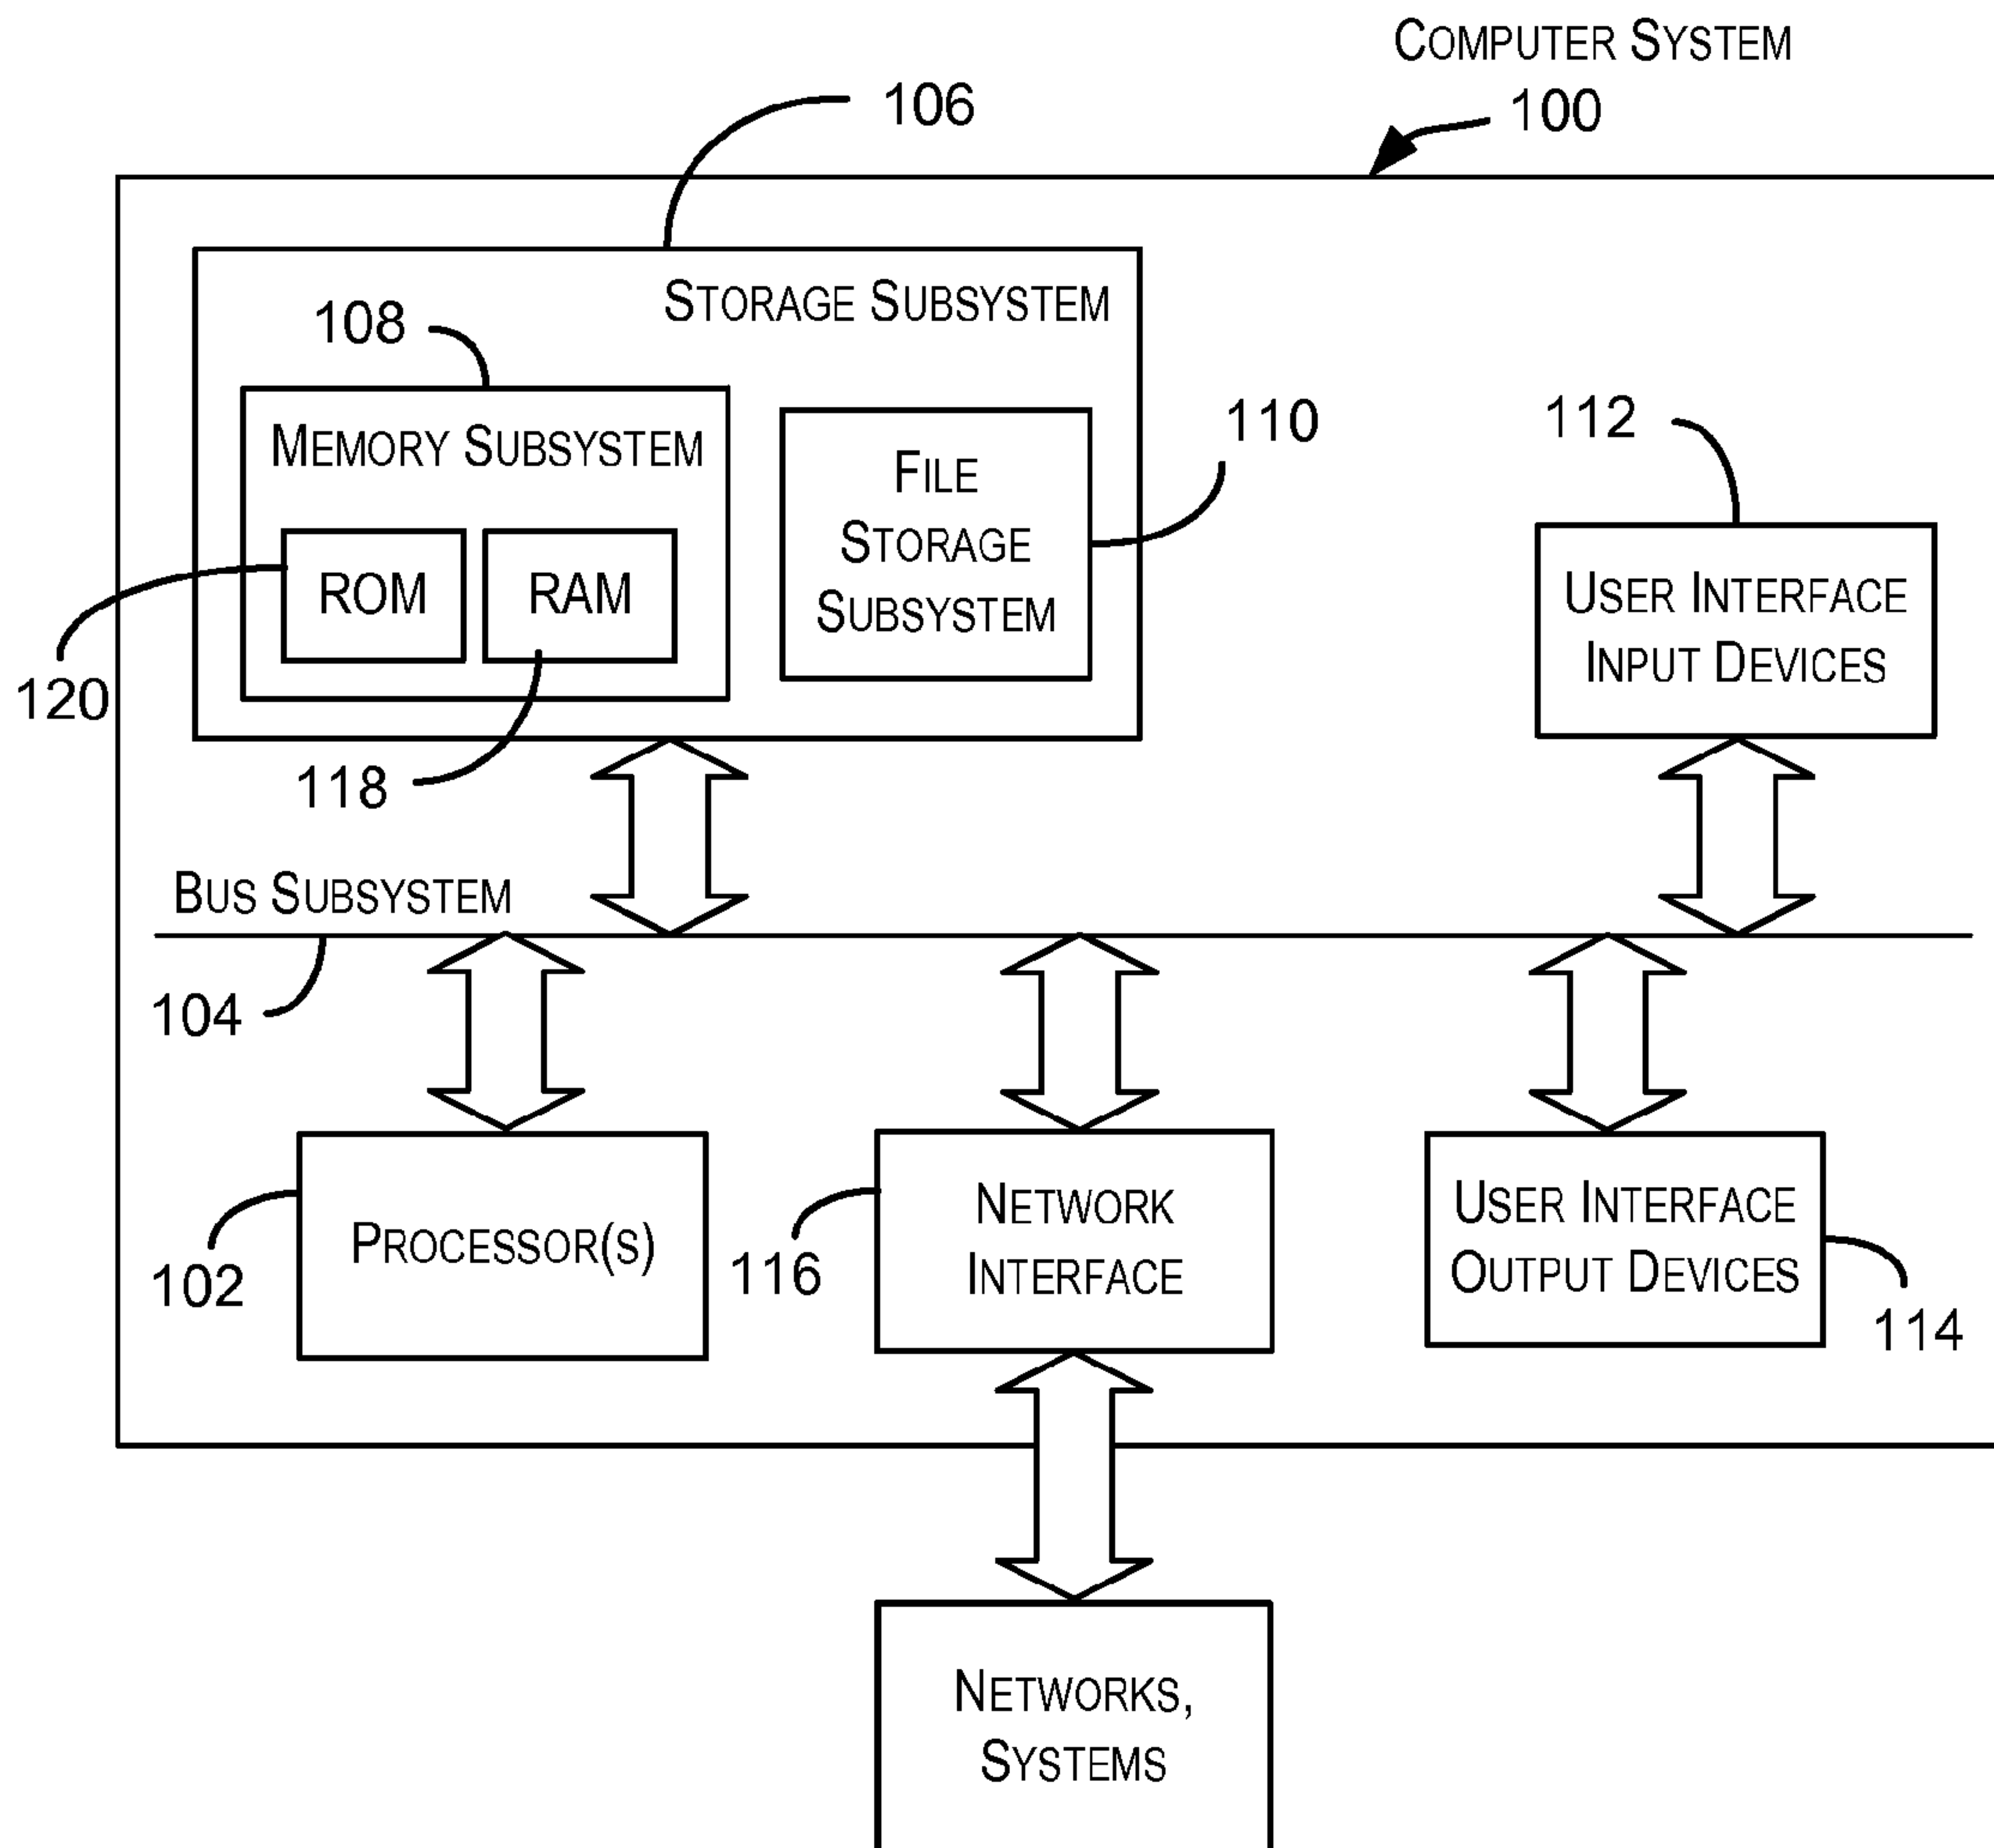 COMPUTER SYSTEM
100
106
STORAGE SUBSYSTEM
108
MEMORY SUBSYSTEM
ROM
RAM
120
118
FILE
STORAGE
SUBSYSTEM
110
112
USER INTERFACE
INPUT DEVICES
BUS SUBSYSTEM
104
PROCESSOR(S)
102
NETWORK
INTERFACE
116
USER INTERFACE
OUTPUT DEVICES
114
NETWORKS,
SYSTEMS